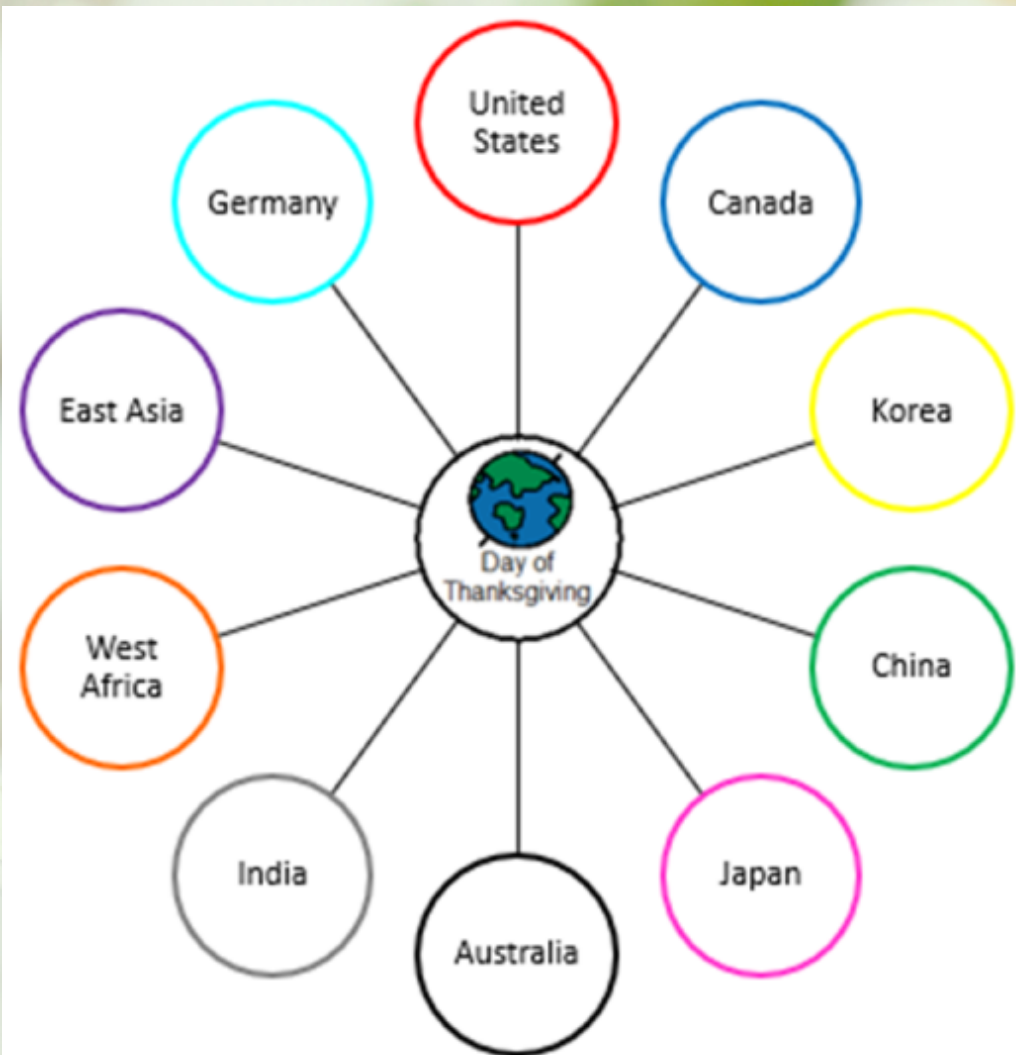 United
States
Canada
Korea
China
Japan
Australia
India
West
Africa
East Asia
Germany
Day of
Thanksgiving